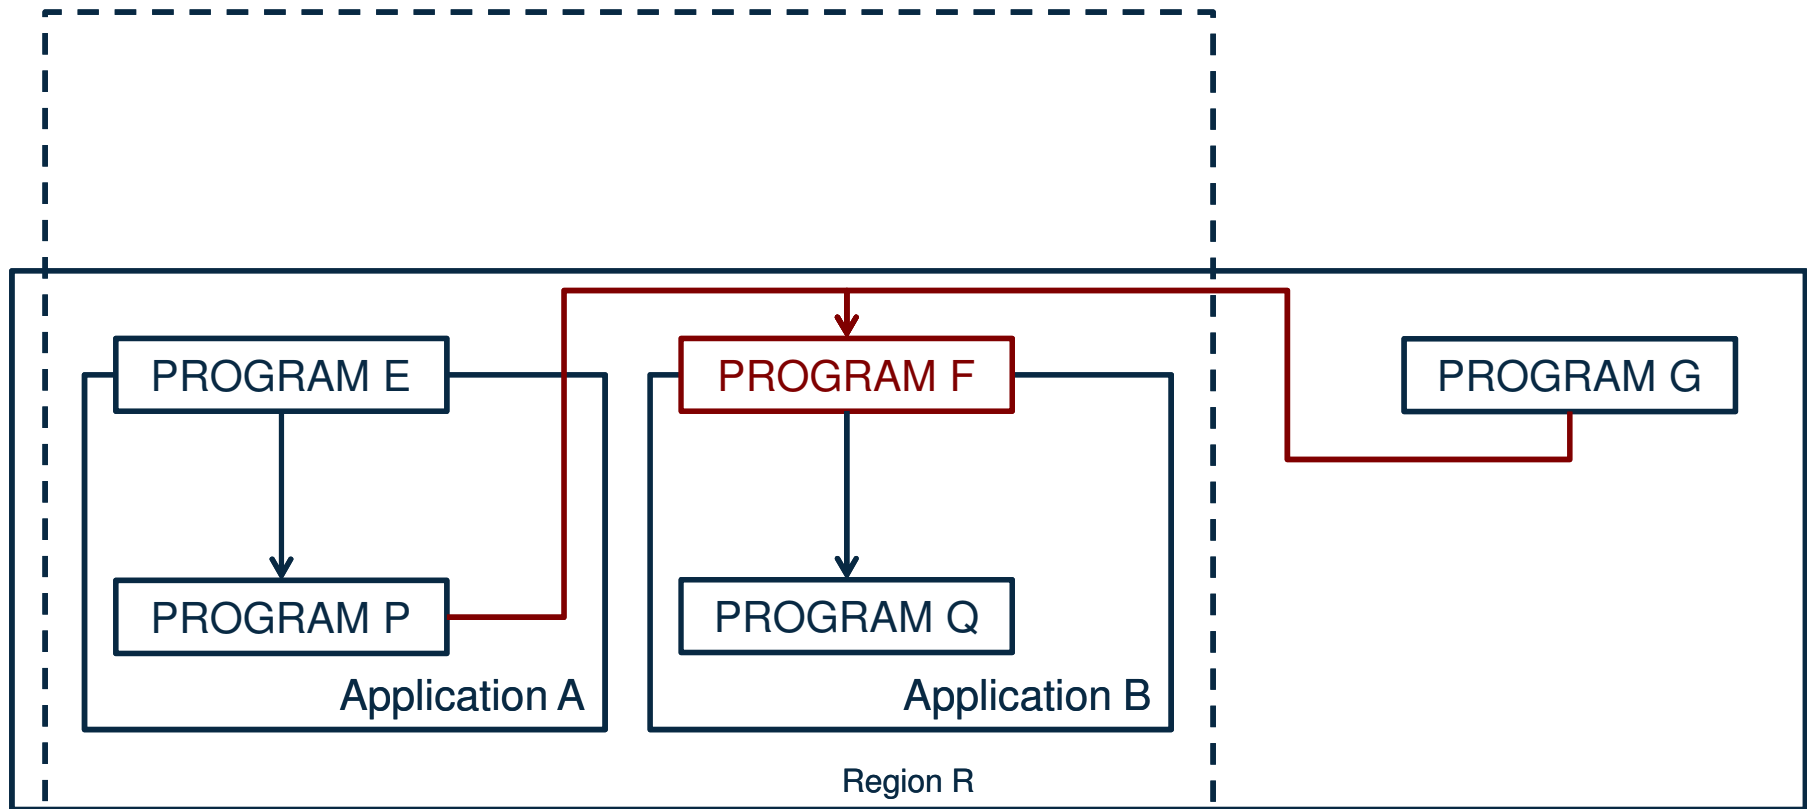 PROGRAM E
PROGRAM F
PROGRAM G
PROGRAM P
PROGRAM Q
Application A
Application B
Region R